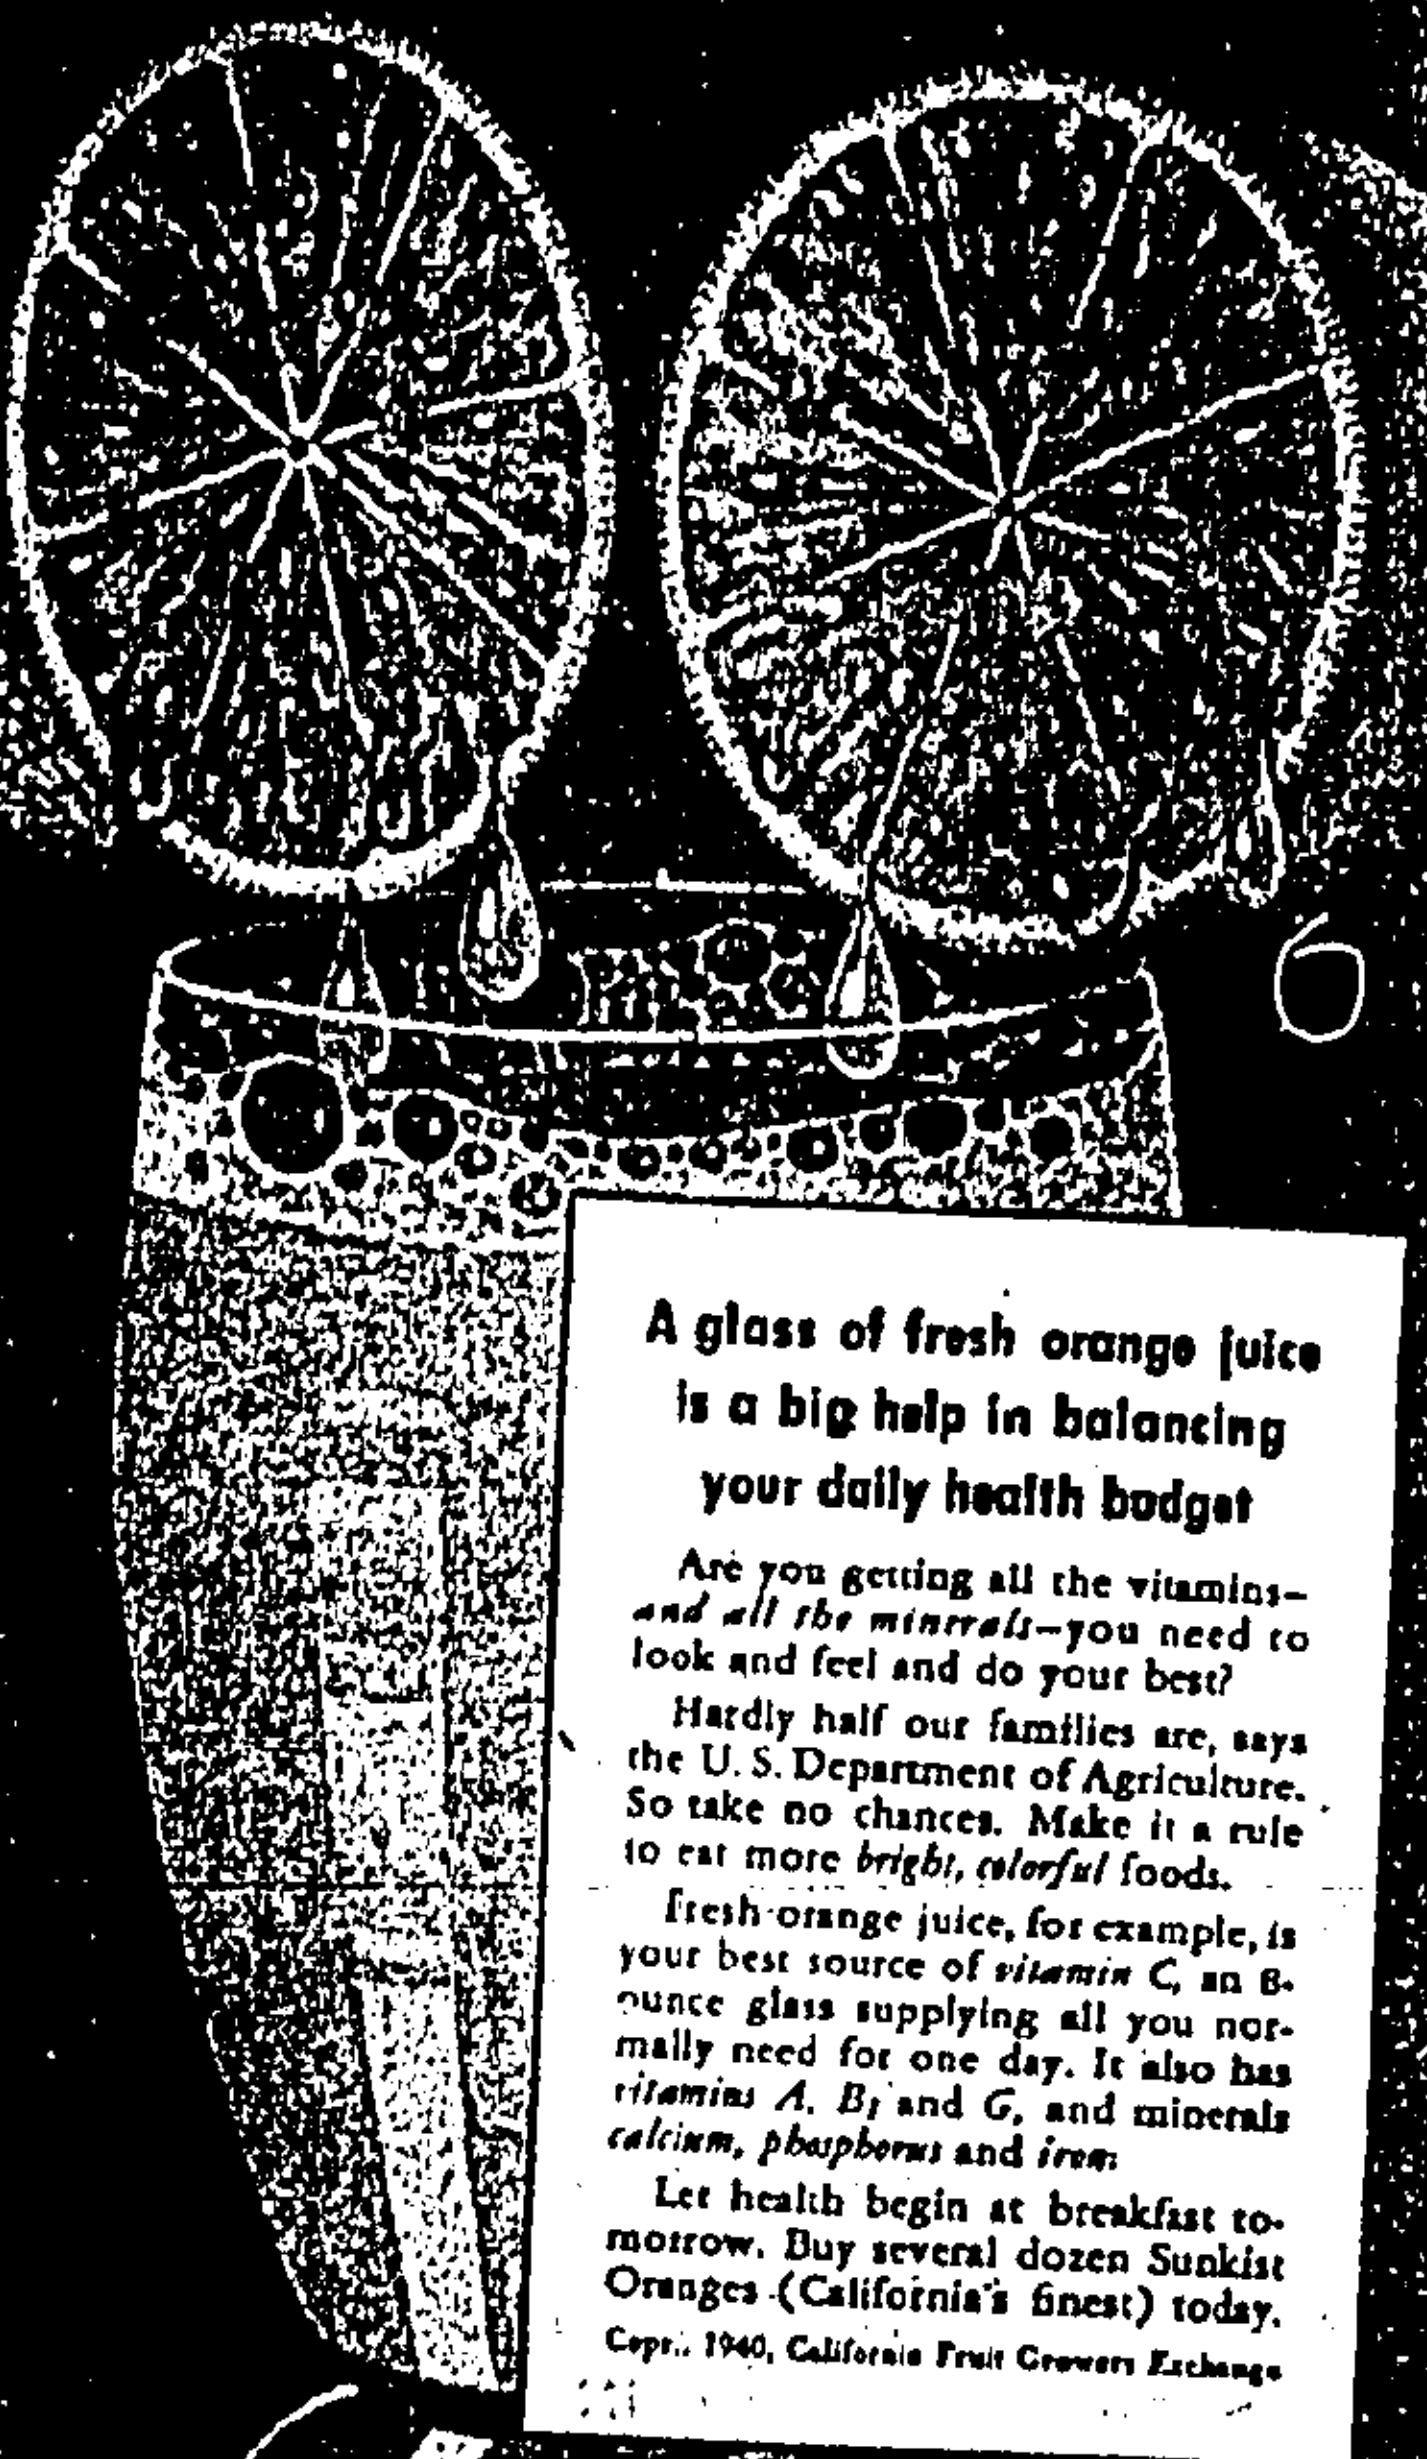 A glass of fresh orange juice
is a big help in balancing
your daily health budget
Are you getting all the vitamins—
and all the minerals—you need to
look and feel and do your best?
Hardly half our families are, says
the U. S. Department of Agriculture.
So take no chances. Make it a rule
to eat more bright, colorful foods.
Fresh orange juice, for example, is
your best source of vitamin C, an 8-
ounce glass supplying all you nor-
mally need for one day. It also has
vitamins A, B₁ and G, and minerals
calcium, phosphorus and iron.
Let health begin at breakfast to-
morrow. Buy several dozen Sunkist
Oranges (California's finest) today.
Copr., 1940, California Fruit Growers Exchange